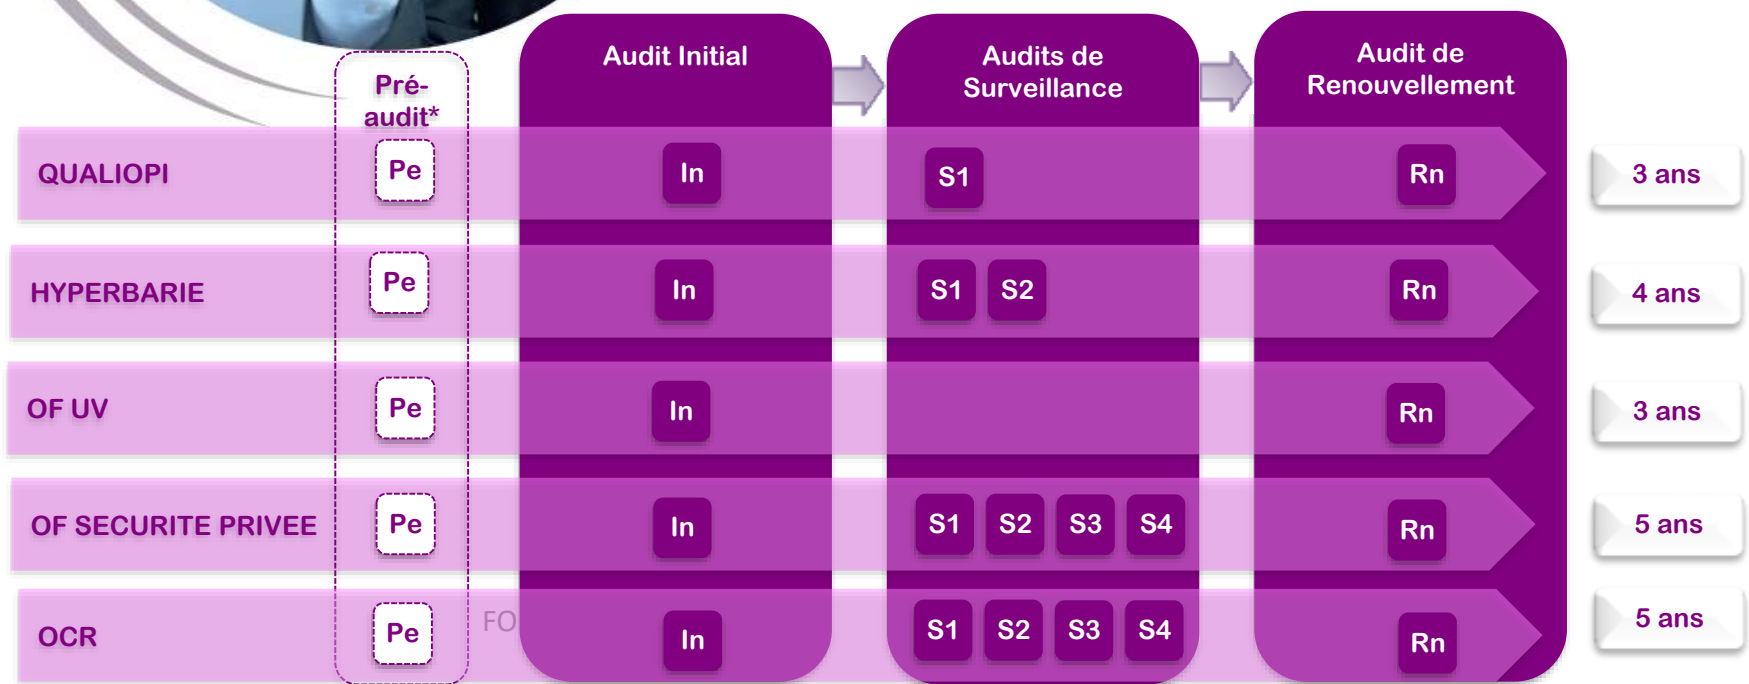 Pré-
audit*
Audit Initial
Audits de
Surveillance
Audit de
Renouvellement
QUALIOPI
Pe
In
S1
Rn
3 ans
HYPERBARIE
Pe
In
S1 S2
Rn
4 ans
OF UV
Pe
In
Rn
3 ans
OF SECURITE PRIVEE
Pe
In
S1 S2 S3 S4
Rn
5 ans
OCR
Pe
FO
In
S1 S2 S3 S4
Rn
5 ans